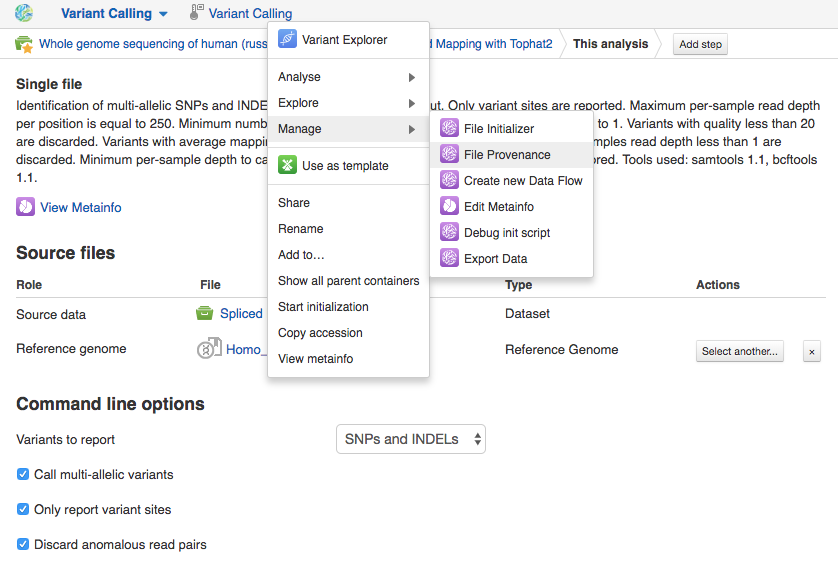 Variant Calling
Variant Calling
Whole genome sequencing of human (russ
d Mapping with Tophat2
This analysis
Add step
Variant Explorer
Analyse
Explore
Manage
Use as template
Share
Rename
Add to…
Show all parent containers
Start initialization
Copy accession
View metainfo
File Initializer
File Provenance
Create new Data Flow
Edit Metainfo
Debug init script
Export Data
Single file
Identification of multi-allelic SNPs and INDE ut. Only variant sites are reported. Maximum per-sample read depth
per position is equal to 250. Minimum numb to 1. Variants with quality less than 20
are discarded. Variants with average mappi mples read depth less than 1 are
discarded. Minimum per-sample depth to ca ored. Tools used: samtools 1.1, bcftools
1.1.
View Metainfo
Source files
Role File Type Actions
Source data Spliced Dataset
Reference genome Homo_ Reference Genome Select another... ×
Command line options
Variants to report SNPs and INDELs
Call multi-allelic variants
Only report variant sites
Discard anomalous read pairs